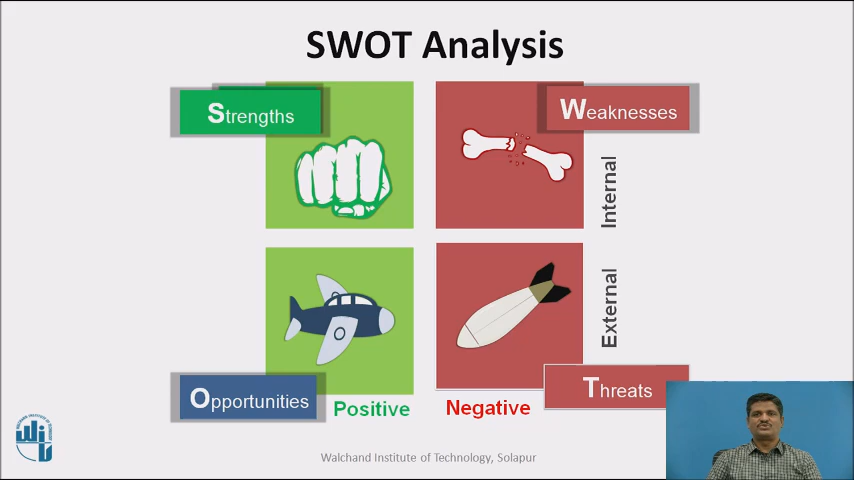 SWOT Analysis
Strengths
Weaknesses
Internal
External
Opportunities
Positive
Negative
Threats
Walchand Institute of Technology, Solapur